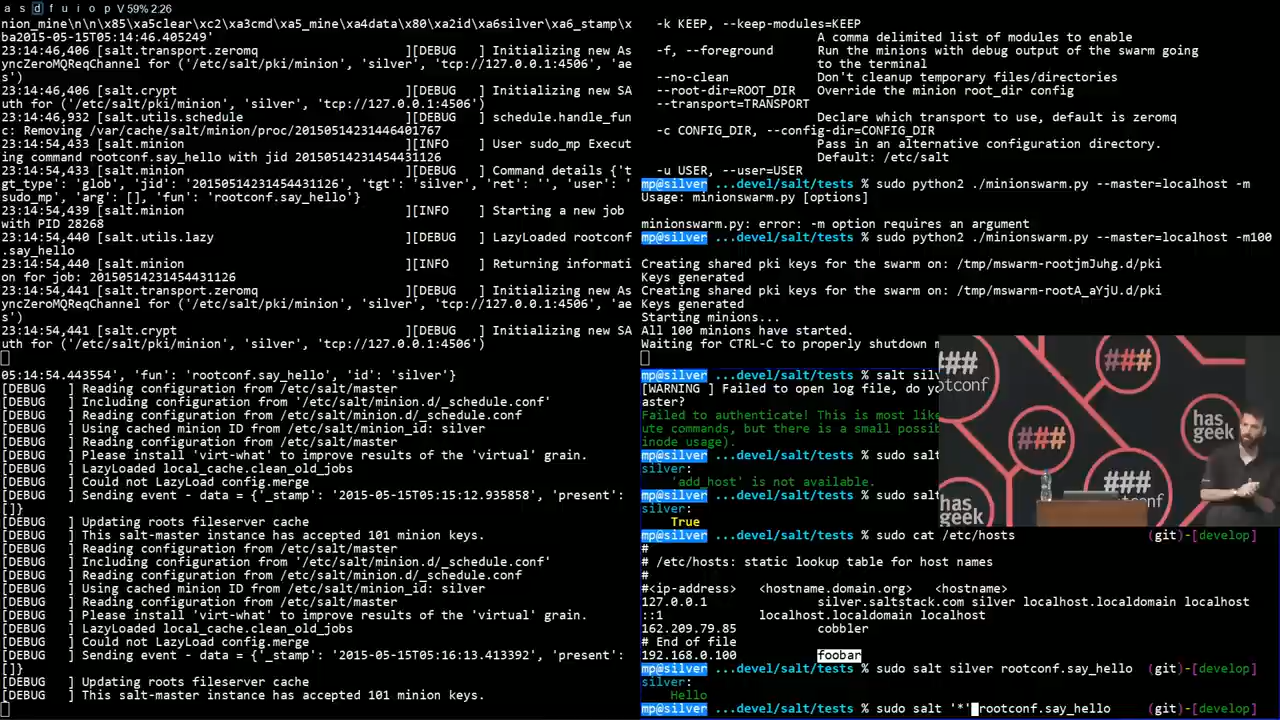 a s d f u i o p V 59% 2.26
nion_mine\n\n\x85\xa5clear\xc2\xa3cmd\xa5_mine\xa4data\x80\xa2id\xa6silver\xa6_stamp\x
ba2015-05-15T05:14:46.405249'
23:14:46,406 [salt.transport.zeromq ][DEBUG ] Initializing new As
yncZeroMQReqChannel for ('/etc/salt/pki/minion', 'silver', 'tcp://127.0.0.1:4506', 'ae
s')
23:14:46,406 [salt.crypt ][DEBUG ] Initializing new SA
uth for ('/etc/salt/pki/minion', 'silver', 'tcp://127.0.0.1:4506')
23:14:46,932 [salt.utils.schedule ][DEBUG ] schedule.handle_fun
c: Removing /var/cache/salt/minion/proc/20150514231446401767
23:14:54,433 [salt.minion ][INFO ] User sudo_mp Execut
ing command rootconf.say_hello with jid 20150514231454431126
23:14:54,433 [salt.minion ][DEBUG ] Command details {'t
gt_type': 'glob', 'jid': '20150514231454431126', 'tgt': 'silver', 'ret': '', 'user': '
sudo_mp', 'arg': [], 'fun': 'rootconf.say_hello'}
23:14:54,439 [salt.minion ][INFO ] Starting a new job
with PID 28268
23:14:54,440 [salt.utils.lazy ][DEBUG ] LazyLoaded rootconf
.say_hello
23:14:54,440 [salt.minion ][INFO ] Returning informati
on for job: 20150514231454431126
23:14:54,441 [salt.transport.zeromq ][DEBUG ] Initializing new As
yncZeroMQReqChannel for ('/etc/salt/pki/minion', 'silver', 'tcp://127.0.0.1:4506', 'ae
s')
23:14:54,441 [salt.crypt ][DEBUG ] Initializing new SA
uth for ('/etc/salt/pki/minion', 'silver', 'tcp://127.0.0.1:4506')
05:14:54.443554', 'fun': 'rootconf.say_hello', 'id': 'silver'}
[DEBUG ] Reading configuration from /etc/salt/master
[DEBUG ] Including configuration from '/etc/salt/minion.d/_schedule.conf'
[DEBUG ] Reading configuration from /etc/salt/minion.d/_schedule.conf
[DEBUG ] Using cached minion ID from /etc/salt/minion_id: silver
[DEBUG ] Reading configuration from /etc/salt/master
[DEBUG ] Please install 'virt-what' to improve results of the 'virtual' grain.
[DEBUG ] LazyLoaded local_cache.clean_old_jobs
[DEBUG ] Could not LazyLoad config.merge
[DEBUG ] Sending event - data = {'_stamp': '2015-05-15T05:15:12.935858', 'present':
[]}
[DEBUG ] Updating roots fileserver cache
[DEBUG ] This salt-master instance has accepted 101 minion keys.
[DEBUG ] Reading configuration from /etc/salt/master
[DEBUG ] Including configuration from '/etc/salt/minion.d/_schedule.conf'
[DEBUG ] Reading configuration from /etc/salt/minion.d/_schedule.conf
[DEBUG ] Using cached minion ID from /etc/salt/minion_id: silver
[DEBUG ] Reading configuration from /etc/salt/master
[DEBUG ] Please install 'virt-what' to improve results of the 'virtual' grain.
[DEBUG ] LazyLoaded local_cache.clean_old_jobs
[DEBUG ] Could not LazyLoad config.merge
[DEBUG ] Sending event - data = {'_stamp': '2015-05-15T05:16:13.413392', 'present':
[]}
[DEBUG ] Updating roots fileserver cache
[DEBUG ] This salt-master instance has accepted 101 minion keys.
-k KEEP, --keep-modules=KEEP
A comma delimited list of modules to enable
-f, --foreground Run the minions with debug output of the swarm going
to the terminal
--no-clean Don't cleanup temporary files/directories
--root-dir=ROOT_DIR Override the minion root_dir config
--transport=TRANSPORT
Declare which transport to use, default is zeromq
-c CONFIG_DIR, --config-dir=CONFIG_DIR
Pass in an alternative configuration directory.
Default: /etc/salt
-u USER, --user=USER
mp@silver ...devel/salt/tests % sudo python2 ./minionswarm.py --master=localhost -m
Usage: minionswarm.py [options]
minionswarm.py: error: -m option requires an argument
mp@silver ...devel/salt/tests % sudo python2 ./minionswarm.py --master=localhost -m100
Creating shared pki keys for the swarm on: /tmp/mswarm-rootjmJuhg.d/pki
Keys generated
Creating shared pki keys for the swarm on: /tmp/mswarm-rootA_aYjU.d/pki
Keys generated
Starting minions...
All 100 minions have started.
Waiting for CTRL-C to properly shutdown m
mp@silver ...devel/salt/tests % salt silv
[WARNING ] Failed to open log file, do yo
aster?
Failed to authenticate! This is most like
ute commands, but there is a small possib
inode usage).
mp@silver ...devel/salt/tests % sudo salt
silver:
'add_host' is not available.
mp@silver ...devel/salt/tests % sudo salt
silver:
True
mp@silver ...devel/salt/tests % sudo cat /etc/hosts (git)-[develop]
#
# /etc/hosts: static lookup table for host names
#
#<ip-address> <hostname.domain.org> <hostname>
127.0.0.1 silver.saltstack.com silver localhost.localdomain localhost
::1 localhost.localdomain localhost
162.209.79.85 cobbler
# End of file
192.168.0.100 foobar
mp@silver ...devel/salt/tests % sudo salt silver rootconf.say_hello (git)-[develop]
silver:
Hello
mp@silver ...devel/salt/tests % sudo salt '*' rootconf.say_hello (git)-[develop]
###
ootconf
###
###
has
geek
###
otconf
has
geek